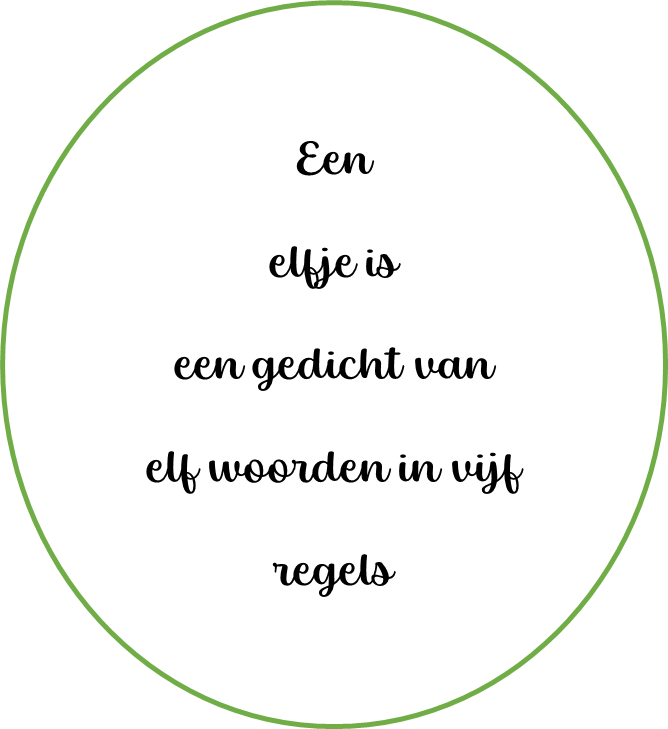 Een
elfje is
een gedicht van
elf woorden in vijf
regels